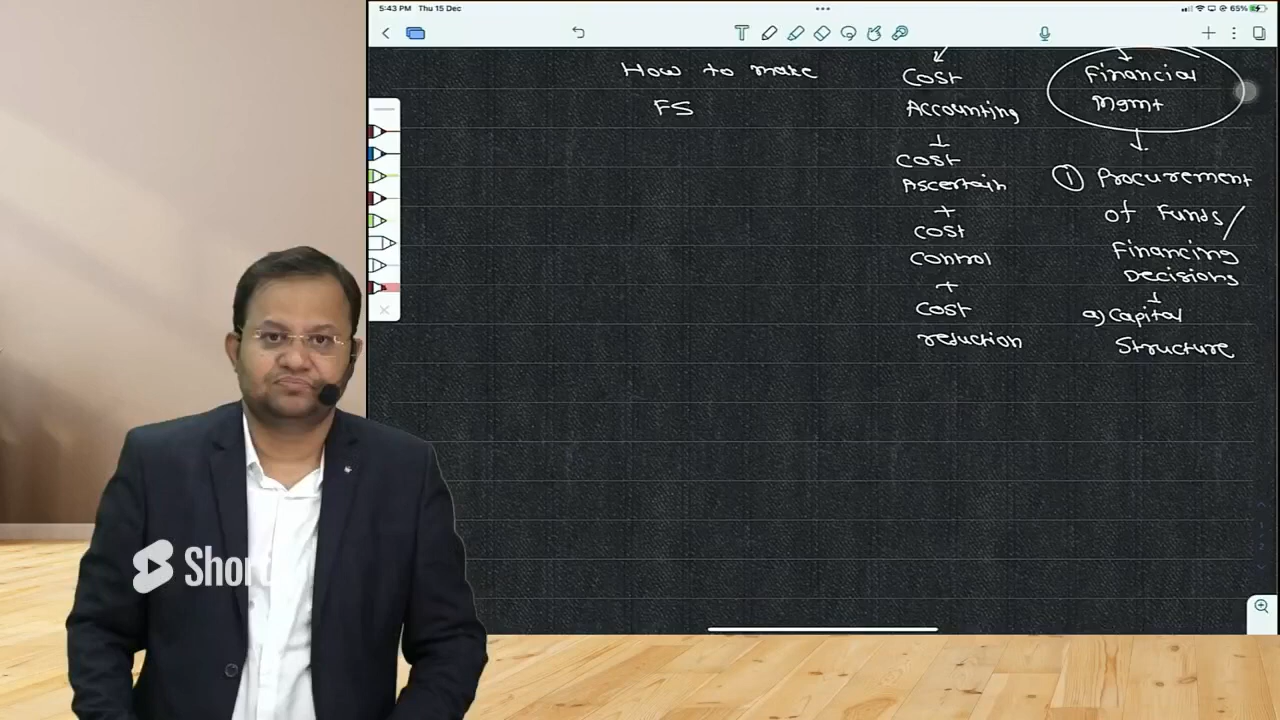 5:43 PM Thu 15 Dec
65%
How to make
FS
Cost
Accounting
Cost
Ascertain
+
Cost
Control
+
Cost
reduction
Financial
Mgmt
① Procurement
of Funds/
Financing
Decisions
a) Capital
Structure
Short